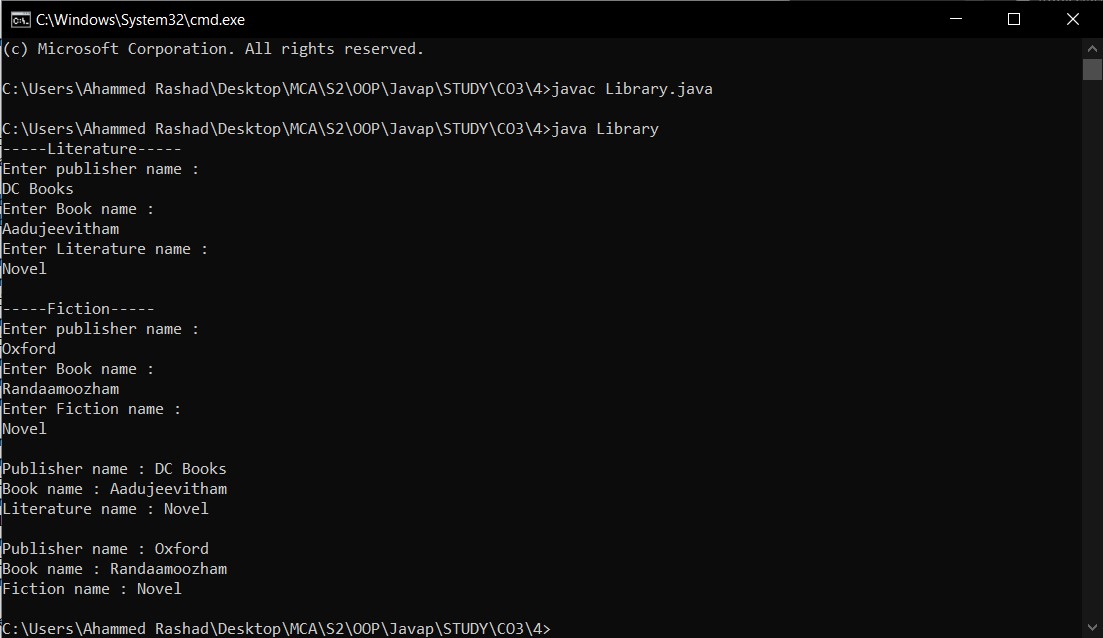 C:\Windows\System32\cmd.exe
(c) Microsoft Corporation. All rights reserved.
C:\Users\Ahammed Rashad\Desktop\MCA\S2\OOP\Javap\STUDY\CO3\4>javac Library.java
C:\Users\Ahammed Rashad\Desktop\MCA\S2\OOP\Javap\STUDY\CO3\4>java Library
-----Literature-----
Enter publisher name :
DC Books
Enter Book name :
Aadujeevitham
Enter Literature name :
Novel
-----Fiction-----
Enter publisher name :
Oxford
Enter Book name :
Randaamoozham
Enter Fiction name :
Novel
Publisher name : DC Books
Book name : Aadujeevitham
Literature name : Novel
Publisher name : Oxford
Book name : Randaamoozham
Fiction name : Novel
C:\Users\Ahammed Rashad\Desktop\MCA\S2\OOP\Javap\STUDY\CO3\4>